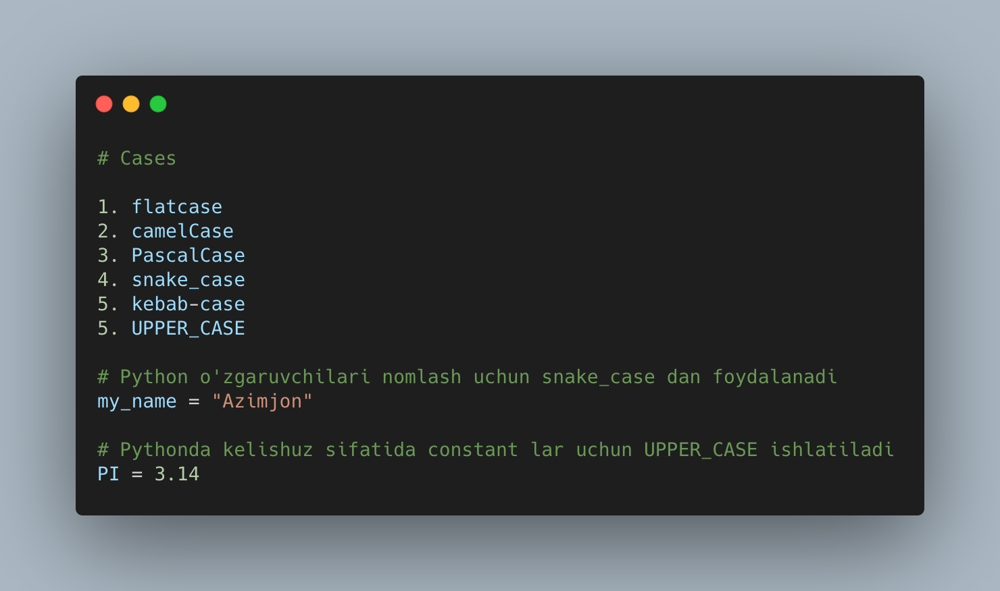 # Cases
1. flatcase
2. camelCase
3. PascalCase
4. snake_case
5. kebab-case
5. UPPER_CASE
# Python o'zgaruvchilari nomlash uchun snake_case dan foydalanadi
my_name = "Azimjon"
# Pythonda kelishuz sifatida constant lar uchun UPPER_CASE ishlatiladi
PI = 3.14